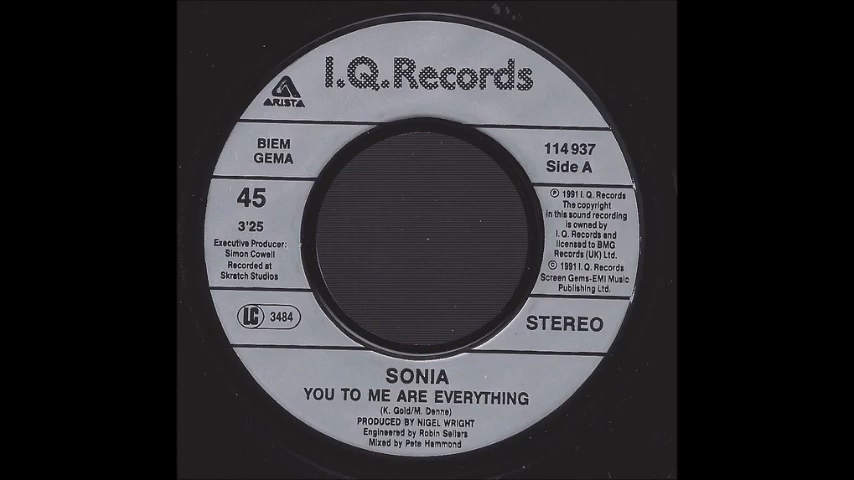 I.Q.Records
ARISTA
BIEM
GEMA
114 937
Side A
45
3'25
Executive Producer:
Simon Cowell
Recorded at
Skratch Studios
℗ 1991 I. Q. Records
The copyright
in this sound recording
is owned by
I. Q. Records and
licensed to BMG
Records (UK) Ltd.
© 1991 I. Q. Records
Screen Gems-EMI Music
Publishing Ltd.
LC 3484
STEREO
SONIA
YOU TO ME ARE EVERYTHING
(K. Gold/M. Denne)
PRODUCED BY NIGEL WRIGHT
Engineered by Robin Sellers
Mixed by Pete Hammond